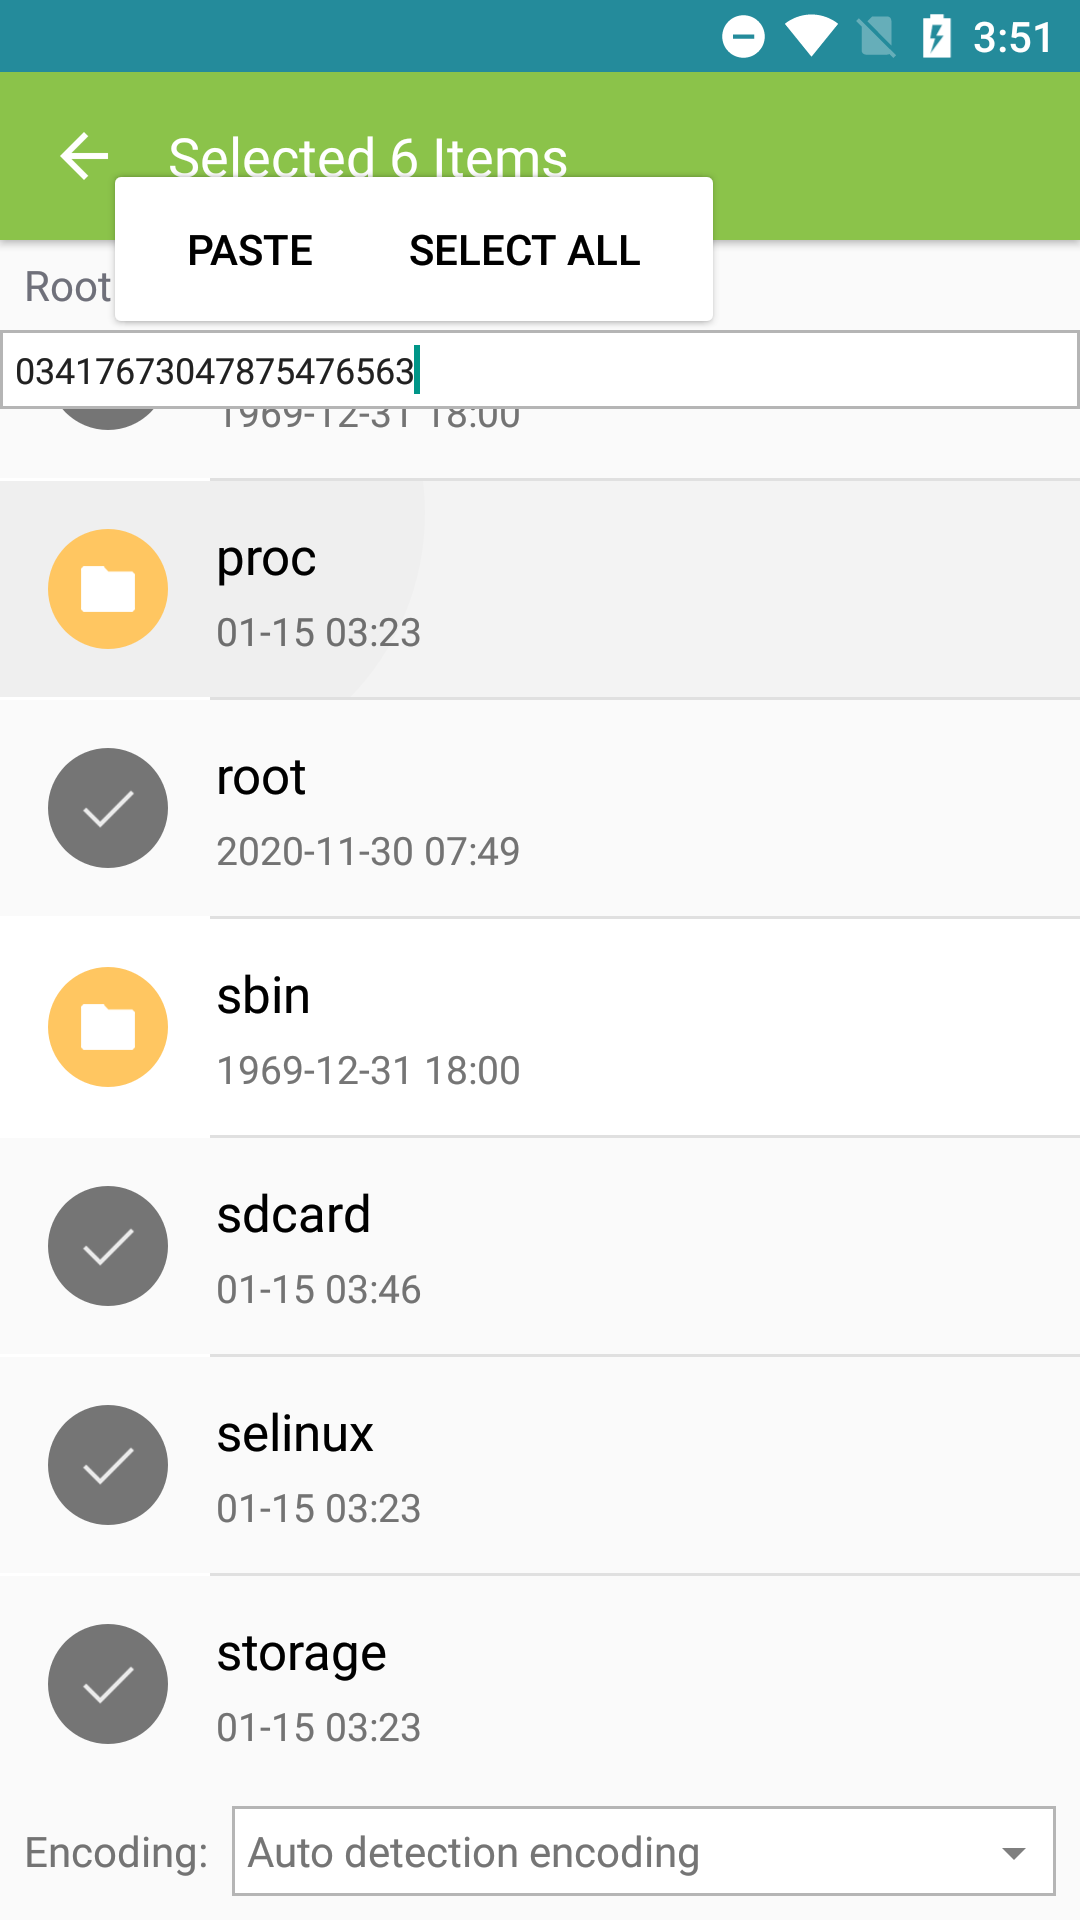 3:51
Selected 6 Items
PASTE SELECT ALL
Root
03417673047875476563
1969-12-31 18:00
proc
01-15 03:23
root
2020-11-30 07:49
sbin
1969-12-31 18:00
sdcard
01-15 03:46
selinux
01-15 03:23
storage
01-15 03:23
Encoding: Auto detection encoding